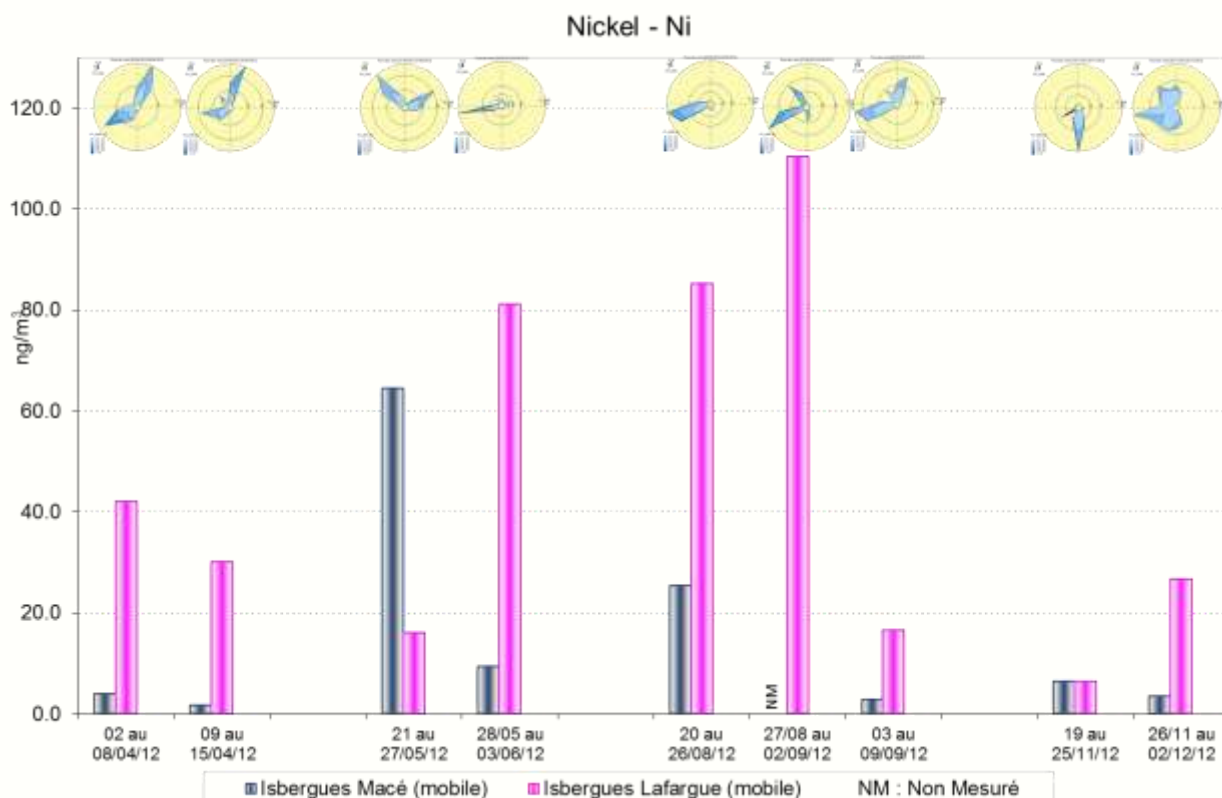 Nickel - Ni
120.0
100.0
80.0
60.0
40.0
20.0
0.0
ng/m³
NM
02 au 09 au 21 au 28/05 au 20 au 27/08 au 03 au 19 au 26/11 au
08/04/12 15/04/12 27/05/12 03/06/12 26/08/12 02/09/12 09/09/12 25/11/12 02/12/12
Isbergues Macé (mobile) Isbergues Lafargue (mobile) NM : Non Mesuré